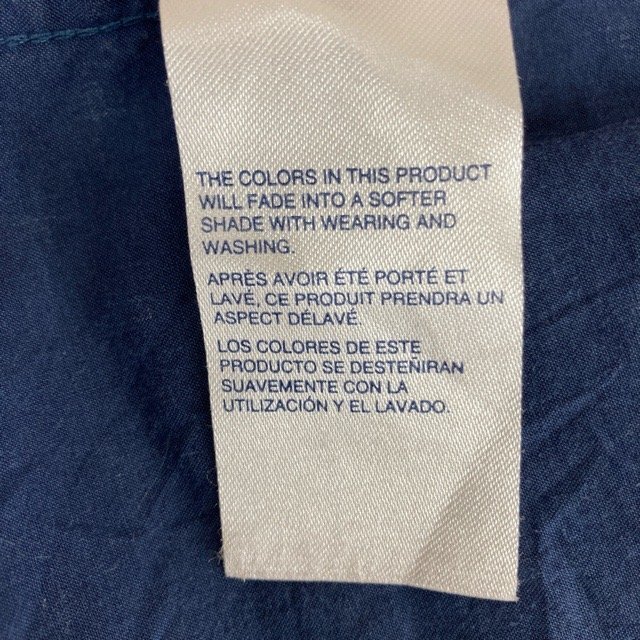 THE COLORS IN THIS PRODUCT
WILL FADE INTO A SOFTER
SHADE WITH WEARING AND
WASHING.
APRÈS AVOIR ÉTÉ PORTE ET
LAVÉ, CE PRODUIT PRENDRA UN
ASPECT DÉLAVÉ.
LOS COLORES DE ESTE
PRODUCTO SE DESTEÑIRAN
SUAVEMENTE CON LA
UTILIZACIÓN Y EL LAVADO.